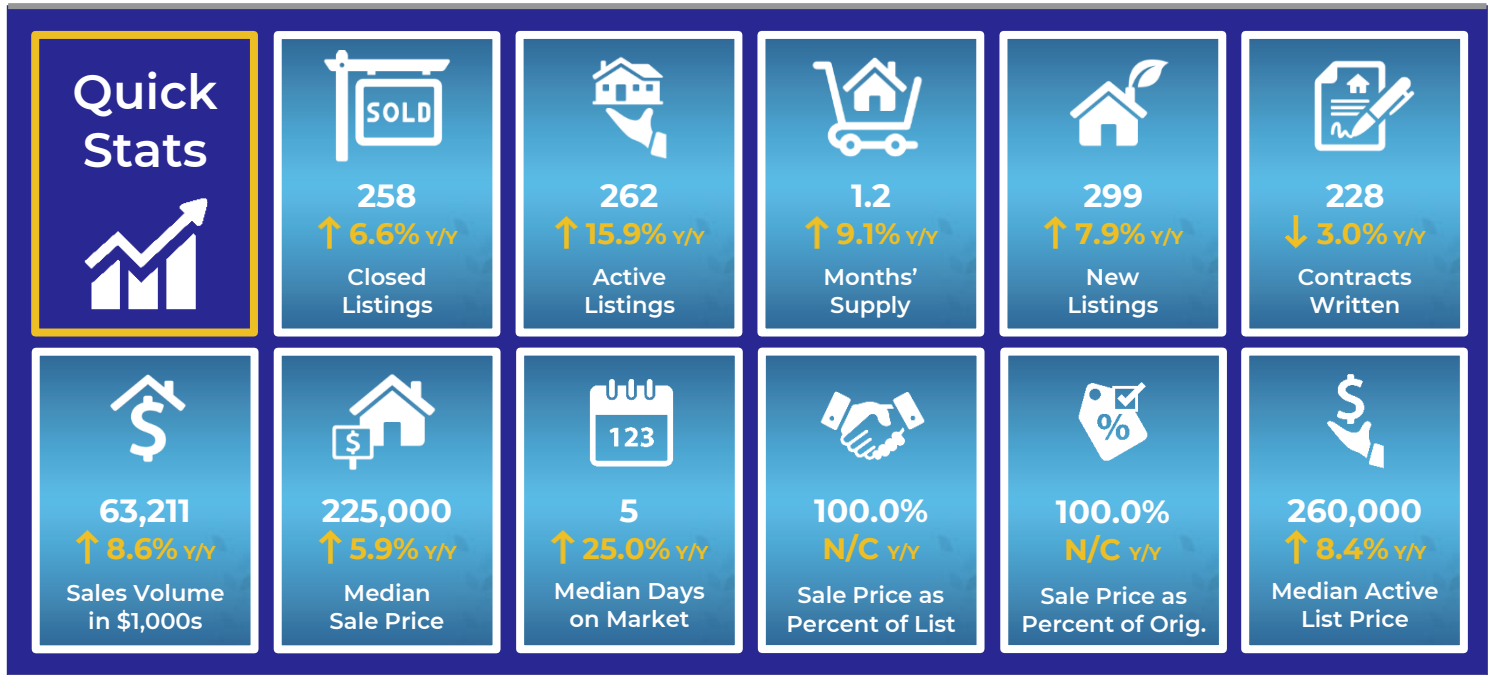 Quick
Stats
SOLD
258
↑ 6.6% Y/Y
Closed
Listings
262
↑ 15.9% Y/Y
Active
Listings
1.2
↑ 9.1% Y/Y
Months’
Supply
299
↑ 7.9% Y/Y
New
Listings
228
↓ 3.0% Y/Y
Contracts
Written
$
63,211
↑ 8.6% Y/Y
Sales Volume
in $1,000s
$
225,000
↑ 5.9% Y/Y
Median
Sale Price
123
5
↑ 25.0% Y/Y
Median Days
on Market
100.0%
N/C Y/Y
Sale Price as
Percent of List
%
100.0%
N/C Y/Y
Sale Price as
Percent of Orig.
$
260,000
↑ 8.4% Y/Y
Median Active
List Price